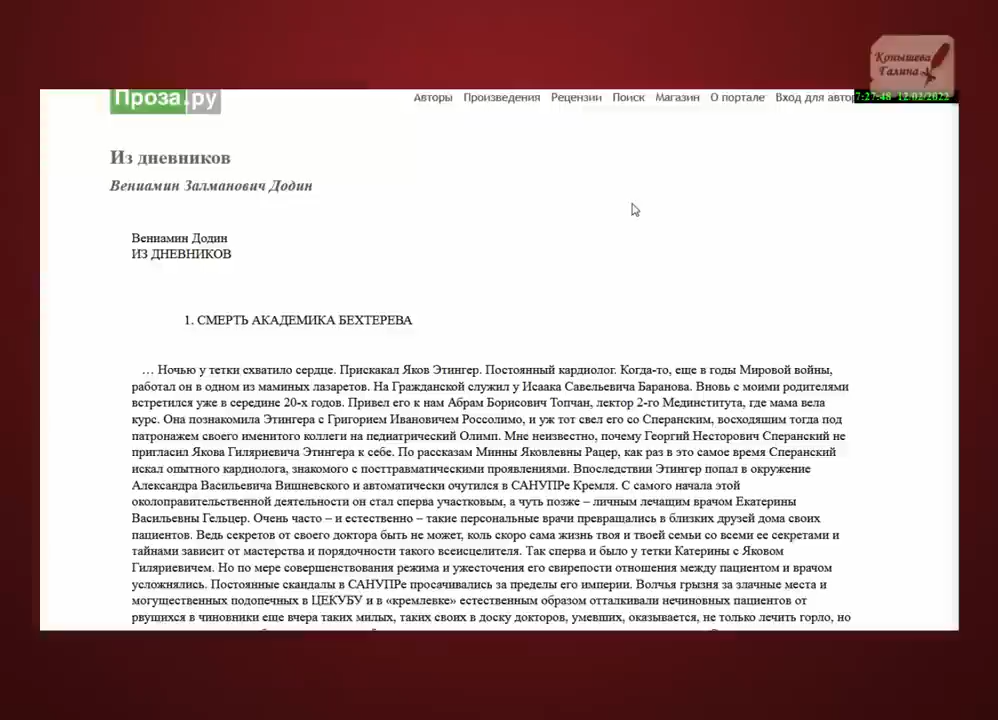 Конышева
Галина
7:27:48 12/02/2022
Проза.ру
Авторы Произведения Рецензии Поиск Магазин О портале Вход для автор
Из дневников
Вениамин Залманович Додин
Вениамин Додин
ИЗ ДНЕВНИКОВ
1. СМЕРТЬ АКАДЕМИКА БЕХТЕРЕВА
… Ночью у тетки схватило сердце. Прискакал Яков Этингер. Постоянный кардиолог. Когда-то, еще в годы Мировой войны,
работал он в одном из маминых лазаретов. На Гражданской служил у Исаака Савельевича Баранова. Вновь с моими родителями
встретился уже в середине 20-х годов. Привел его к нам Абрам Борисович Топчан, лектор 2-го Мединститута, где мама вела
курс. Она познакомила Этингера с Григорием Ивановичем Россолимо, и уж тот свел его со Сперанским, восходящим тогда под
патронажем своего именитого коллеги на педиатрический Олимп. Мне неизвестно, почему Георгий Несторович Сперанский не
пригласил Якова Гиляриевича Этингера к себе. По рассказам Минны Яковлевны Рацер, как раз в это самое время Сперанский
искал опытного кардиолога, знакомого с посттравматическими проявлениями. Впоследствии Этингер попал в окружение
Александра Васильевича Вишневского и автоматически очутился в САНУПРе Кремля. С самого начала этой
околоправительственной деятельности он стал сперва участковым, а чуть позже – личным лечащим врачом Екатерины
Васильевны Гельцер. Очень часто – и естественно – такие персональные врачи превращались в близких друзей дома своих
пациентов. Ведь секретов от своего доктора быть не может, коль скоро сама жизнь твоя и твоей семьи со всеми ее секретами и
тайнами зависит от мастерства и порядочности такого всеисцелителя. Так сперва и было у тетки Катерины с Яковом
Гиляриевичем. Но по мере совершенствования режима и ужесточения его свирепости отношения между пациентом и врачом
усложнялись. Постоянные скандалы в САНУПРе просачивались за пределы его империи. Волчья грызня за злачные места и
могущественных подопечных в ЦЕКУБУ и в «кремлевке» естественным образом отталкивали нечиновных пациентов от
рвущихся в чиновники еще вчера таких милых, таких своих в доску докторов, умевших, оказывается, не только лечить горло, но